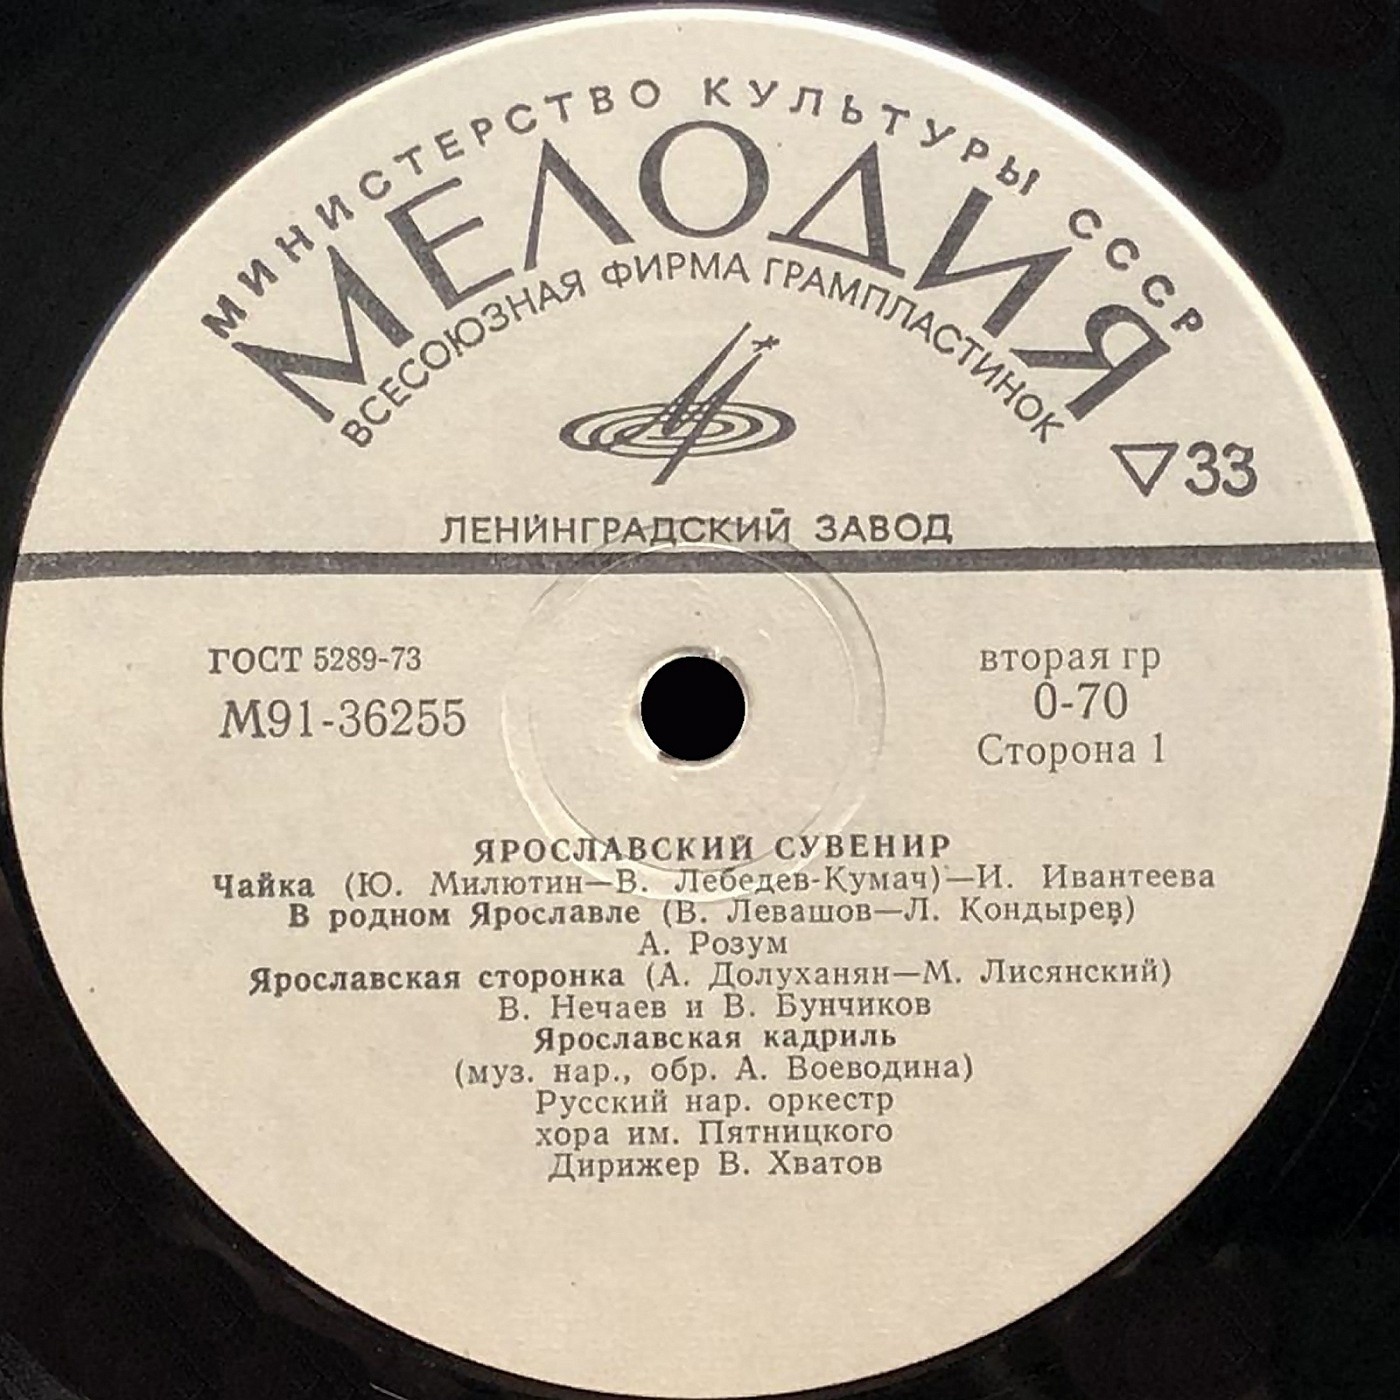 МИНИСТЕРСТВО КУЛЬТУРЫ СССР
МЕЛОДИЯ
ВСЕСОЮЗНАЯ ФИРМА ГРАМПЛАСТИНОК
▽33
ЛЕНИНГРАДСКИЙ ЗАВОД
ГОСТ 5289-73
М91-36255
вторая гр
0-70
Сторона 1
ЯРОСЛАВСКИЙ СУВЕНИР
Чайка (Ю. Милютин—В. Лебедев-Кумач)—И. Ивантеева
В родном Ярославле (В. Левашов—Л. Кондырев)
А. Розум
Ярославская сторонка (А. Долуханян—М. Лисянский)
В. Нечаев и В. Бунчиков
Ярославская кадриль
(муз. нар., обр. А. Воеводина)
Русский нар. оркестр
хора им. Пятницкого
Дирижер В. Хватов